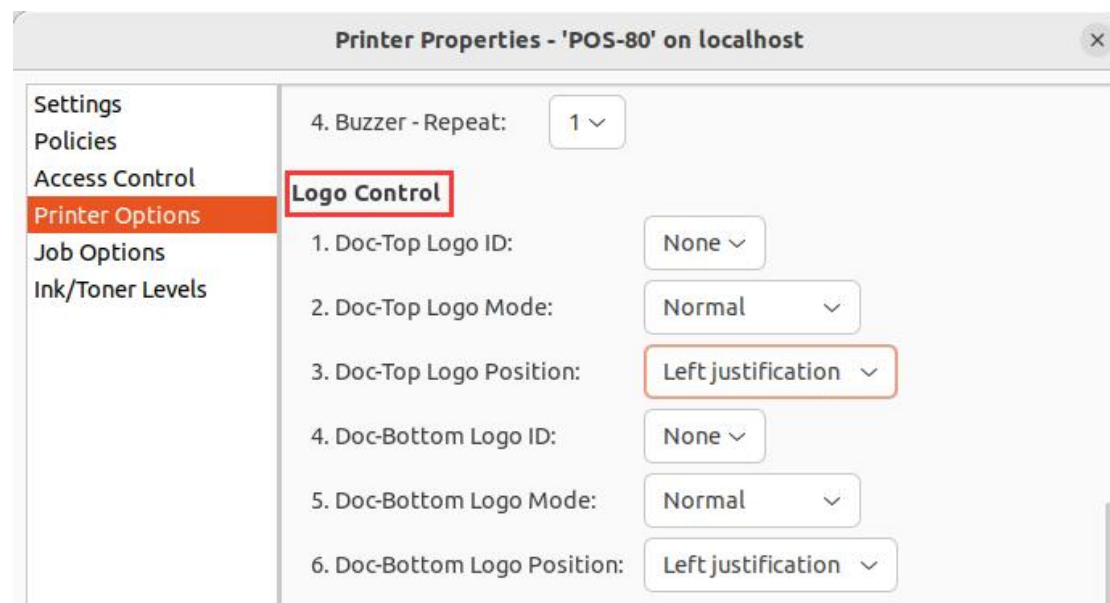 Printer Properties - 'POS-80' on localhost
Settings
Policies
Access Control
Printer Options
Job Options
Ink/Toner Levels
4. Buzzer - Repeat: 1
Logo Control
1. Doc-Top Logo ID: None
2. Doc-Top Logo Mode: Normal
3. Doc-Top Logo Position: Left justification
4. Doc-Bottom Logo ID: None
5. Doc-Bottom Logo Mode: Normal
6. Doc-Bottom Logo Position: Left justification